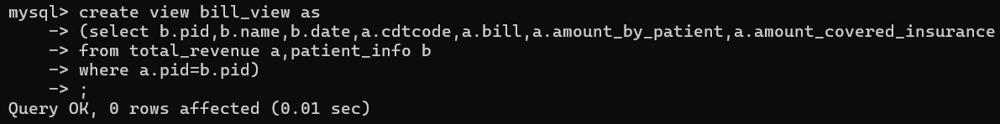 mysql> create view bill_view as
    -> (select b.pid,b.name,b.date,a.cdtcode,a.bill,a.amount_by_patient,a.amount_covered_insurance
    -> from total_revenue a,patient_info b
    -> where a.pid=b.pid)
    -> ;
Query OK, 0 rows affected (0.01 sec)